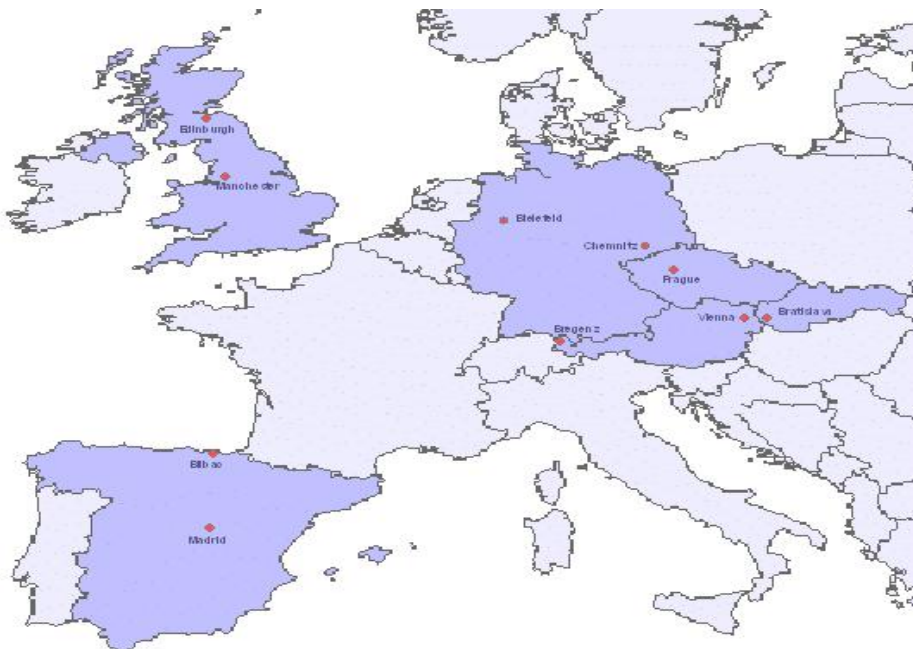 Edinburgh
Manchester
Bielefeld
Chemnitz
Prague
Vienna
Bratislava
Bregenz
Bilbao
Madrid